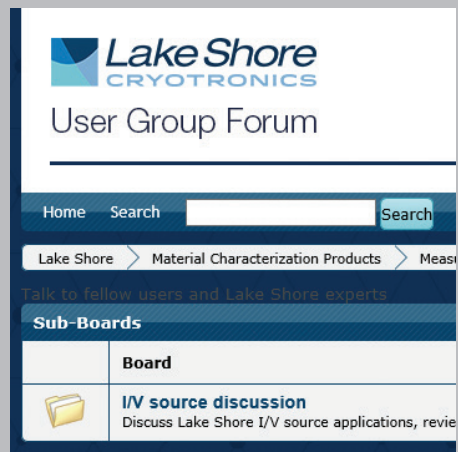 Lake Shore
CRYOTRONICS
User Group Forum
Home Search Search
Lake Shore Material Characterization Products
Talk to fellow users and Lake Shore experts
Sub-Boards
Board
I/V source discussion
Discuss Lake Shore I/V source applications,